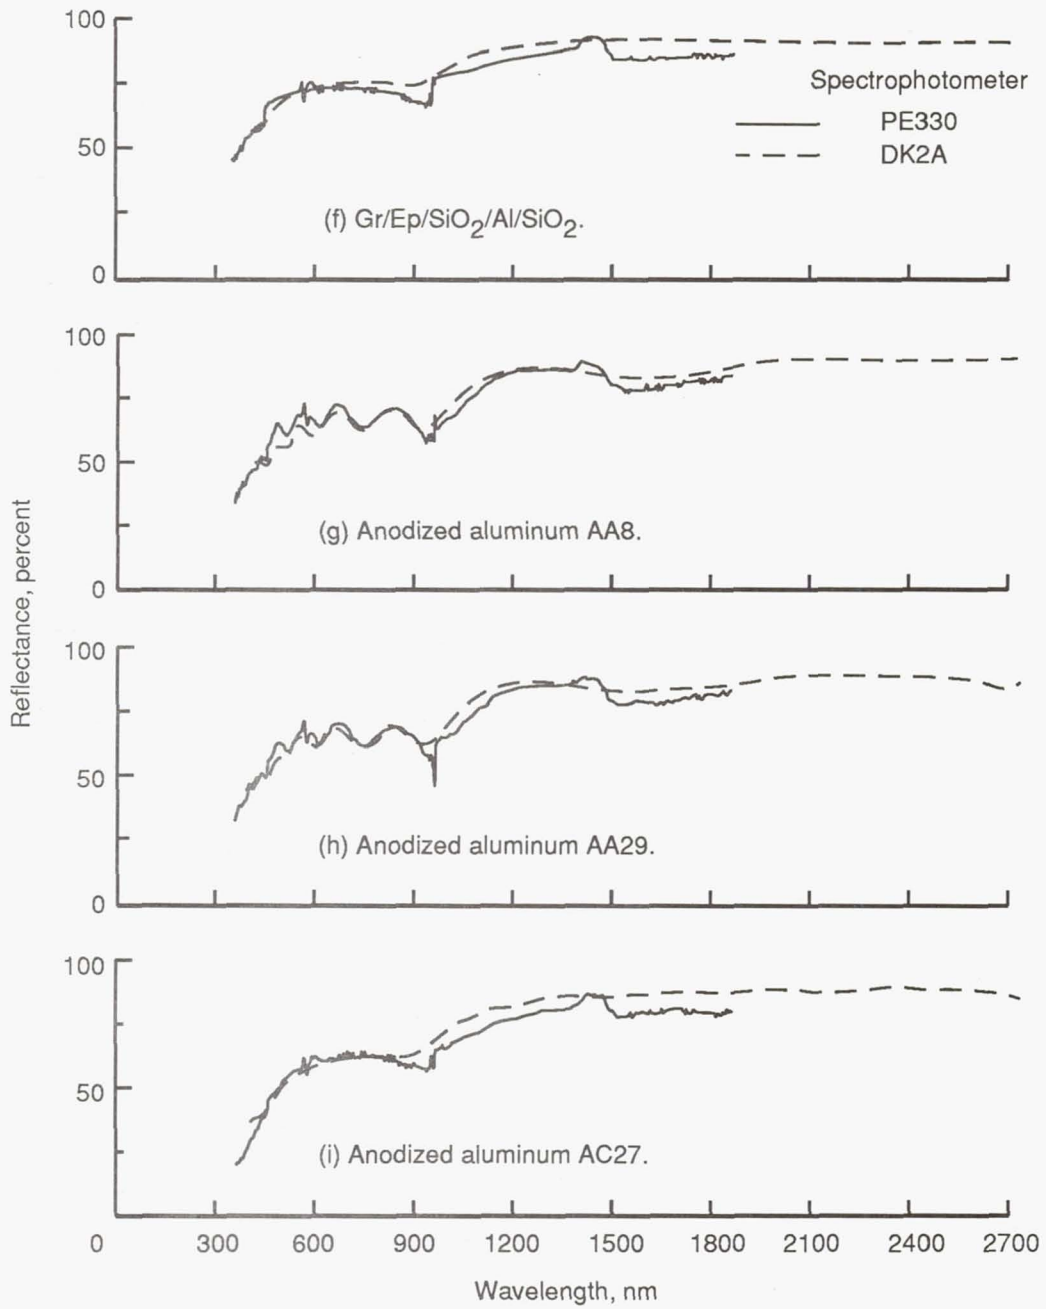 100
50
0
Spectrophotometer
PE330
DK2A
(f) Gr/Ep/SiO2/Al/SiO2.
100
50
0
(g) Anodized aluminum AA8.
Reflectance, percent
100
50
0
(h) Anodized aluminum AA29.
100
50
(i) Anodized aluminum AC27.
0 300 600 900 1200 1500 1800 2100 2400 2700
Wavelength, nm